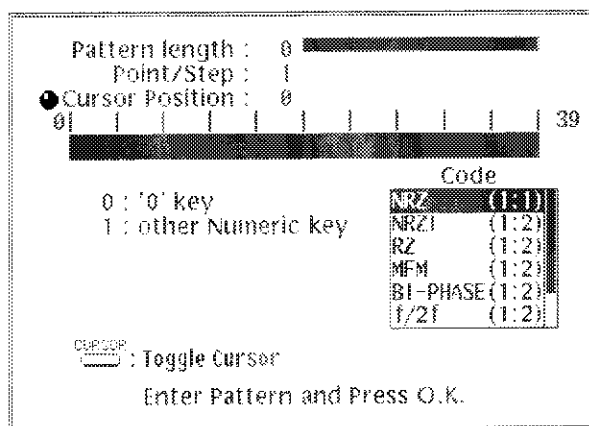 Pattern length : 0
Point/Step : 1
Cursor Position : 0
0 39
Code
0 : '0' key
1 : other Numeric key
NRZ (1:1)
NRZI (1:2)
RZ (1:2)
MFM (1:2)
BI-PHASE (1:2)
f/2f (1:2)
CURSOR : Toggle Cursor
Enter Pattern and Press O.K.